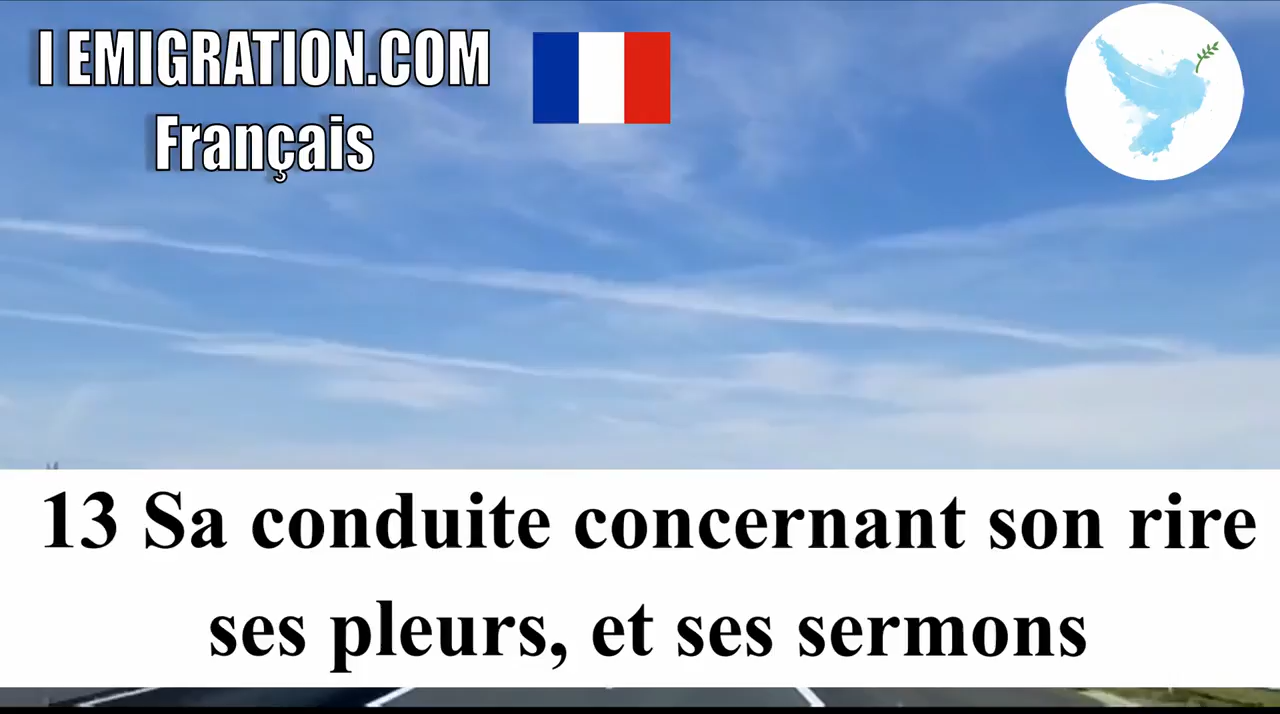 I EMIGRATION.COM
Français
13 Sa conduite concernant son rire
ses pleurs, et ses sermons